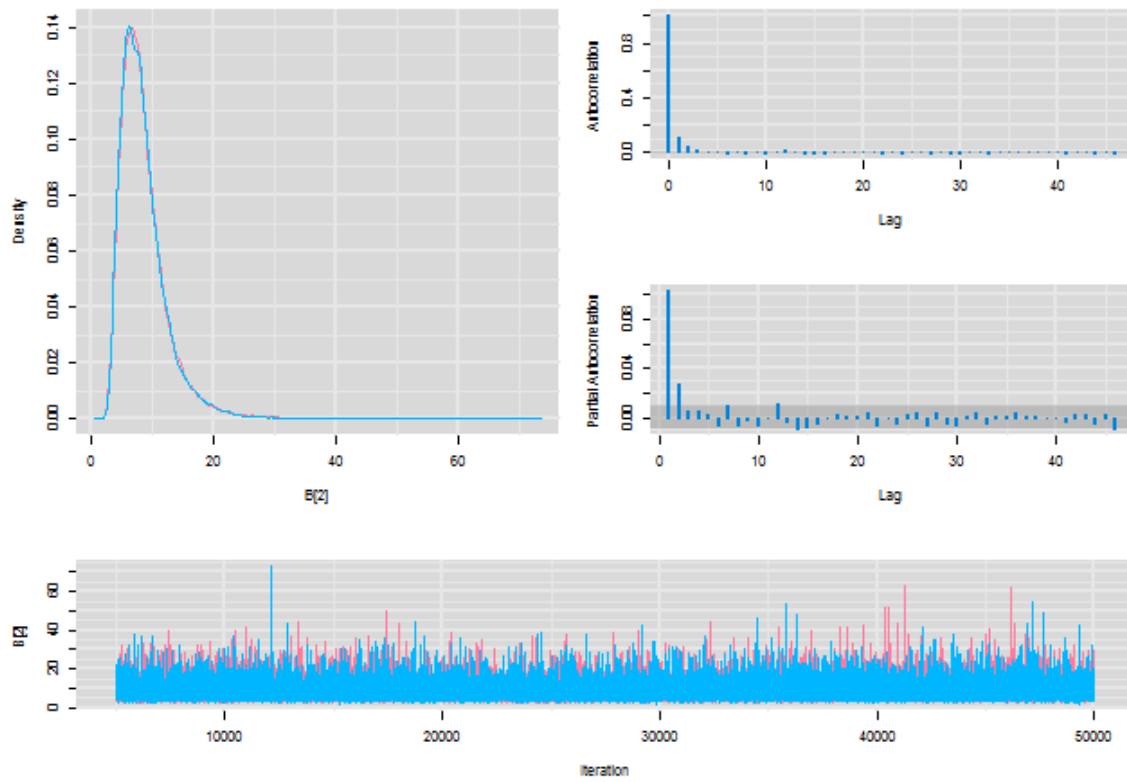 Density
0.00 0.02 0.04 0.06 0.08 0.10 0.12 0.14
0 20 40 60
B[2]
Autocorrelation
0.0 0.4 0.8
0 10 20 30 40
Lag
Partial Autocorrelation
0.00 0.04 0.08
0 10 20 30 40
Lag
B[2]
0 20 40 60
10000 20000 30000 40000 50000
Iteration